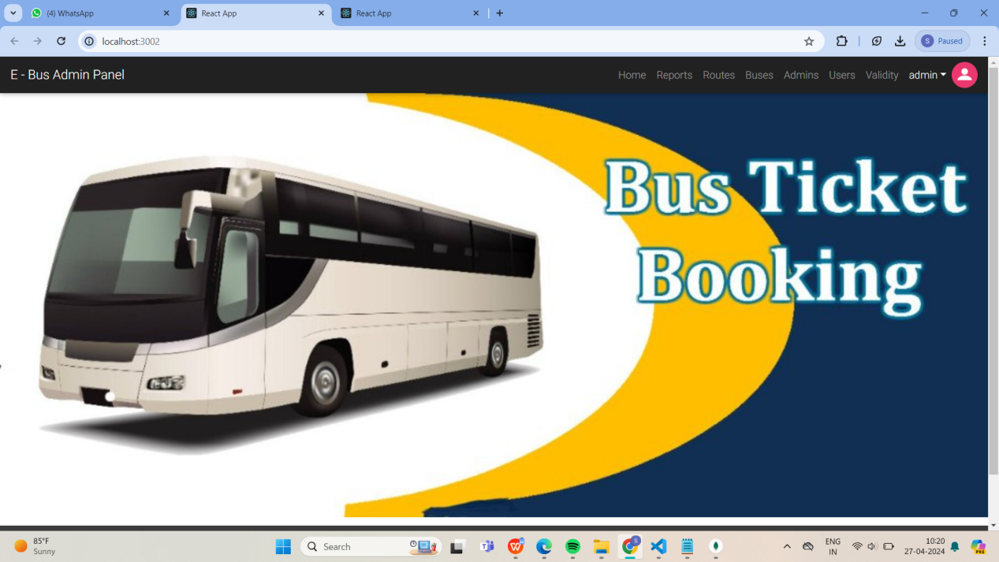 (4) WhatsApp
React App
React App
localhost:3002
S Paused
E - Bus Admin Panel
Home Reports Routes Buses Admins Users Validity admin
Bus Ticket
Booking
85°F
Sunny
Search
ENG
IN
10:20
27-04-2024
PRE